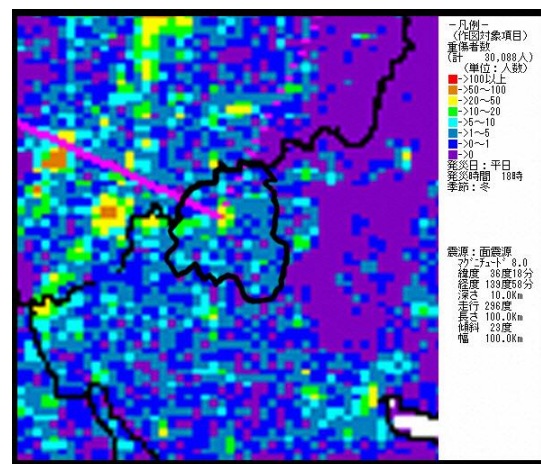 －凡例－
(作図対象項目)
重傷者数
(計 30,088人)
(単位：人数)
->100以上
->50～100
->20～50
->10～20
->5～10
->1～5
->0～1
->0
発災日：平日
発災時間 18時
季節：冬
震源：面震源
ﾏｸﾞﾆﾁｭｰﾄﾞ 8.0
緯度 36度18分
経度 139度58分
深さ 10.0Km
走行 296度
長さ 100.0Km
傾斜 23度
幅 100.0Km